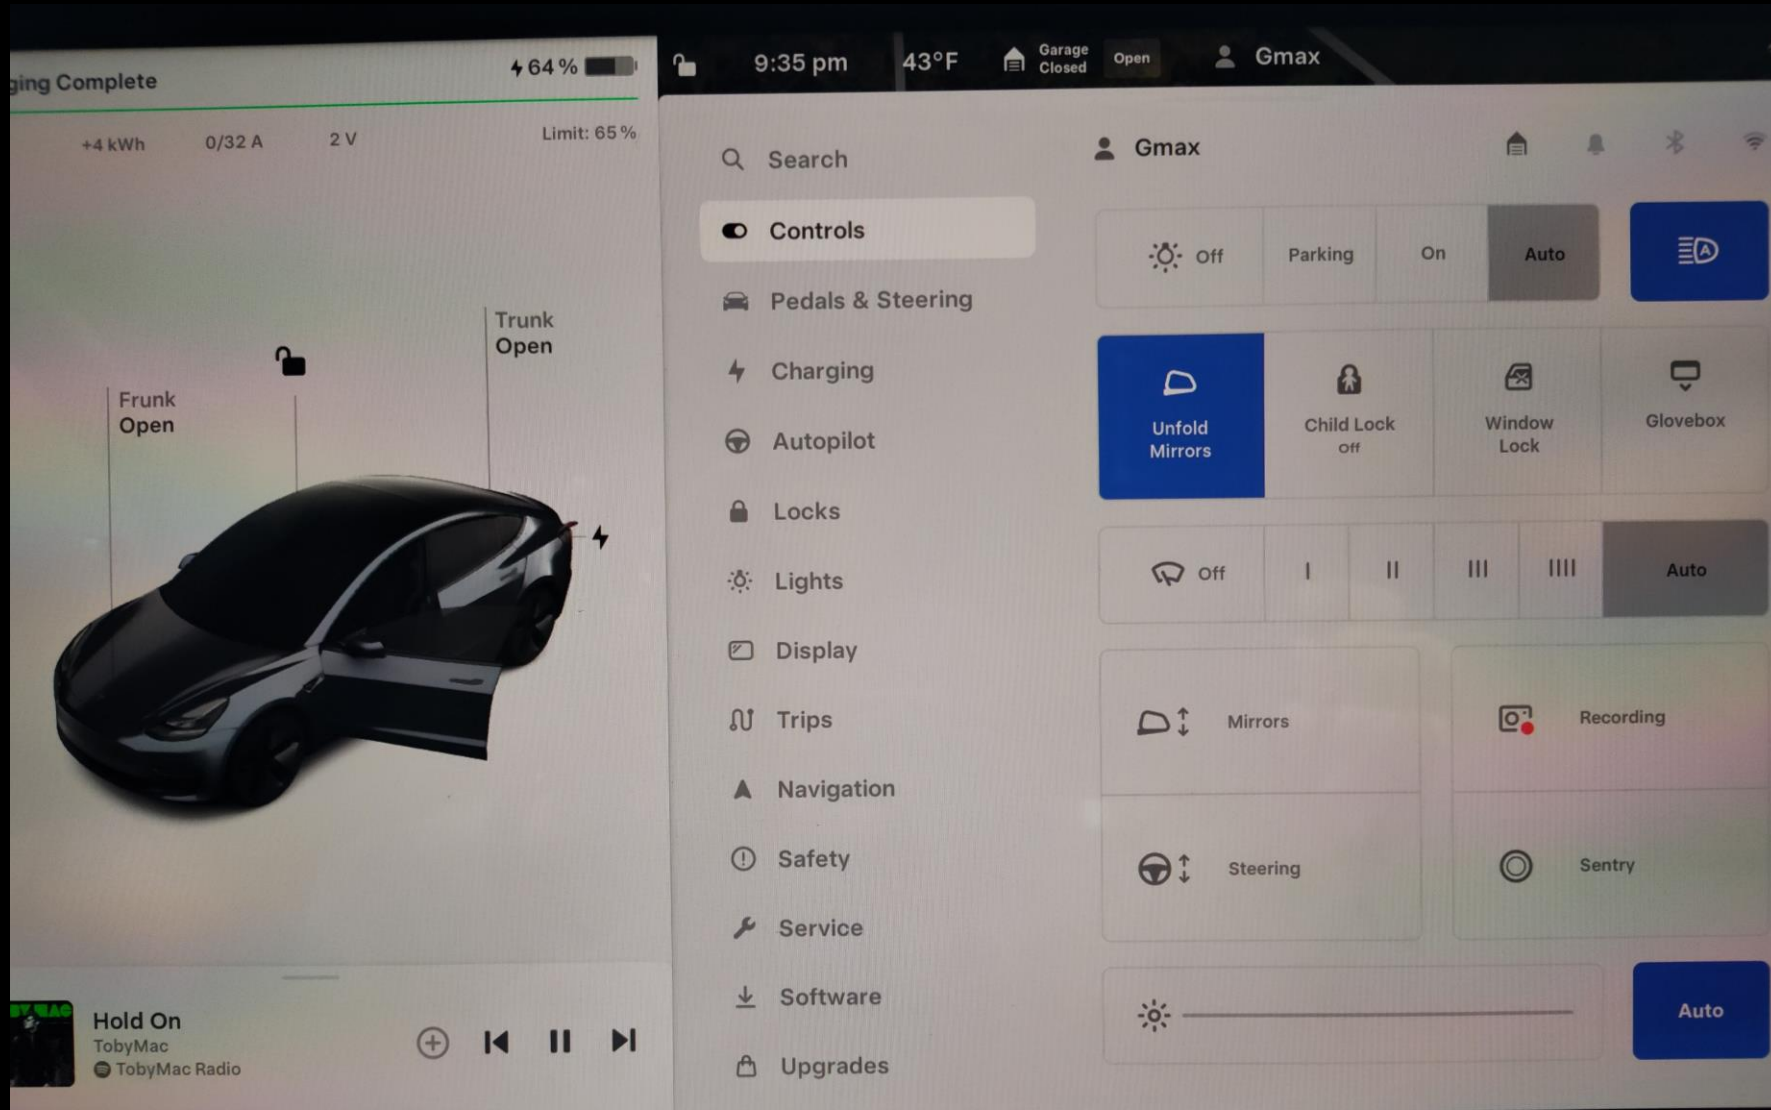 ging Complete
64%
+4 kWh
0/32 A
2 V
Limit: 65%
Trunk
Open
Frunk
Open
Hold On
TobyMac
TobyMac Radio
9:35 pm
43°F
Garage
Closed
Open
Gmax
Search
Controls
Pedals & Steering
Charging
Autopilot
Locks
Lights
Display
Trips
Navigation
Safety
Service
Software
Upgrades
Gmax
Off
Parking
On
Auto
A
Unfold
Mirrors
Child Lock
Off
Window
Lock
Glovebox
Off
I
II
III
IIII
Auto
Mirrors
Recording
Steering
Sentry
Auto